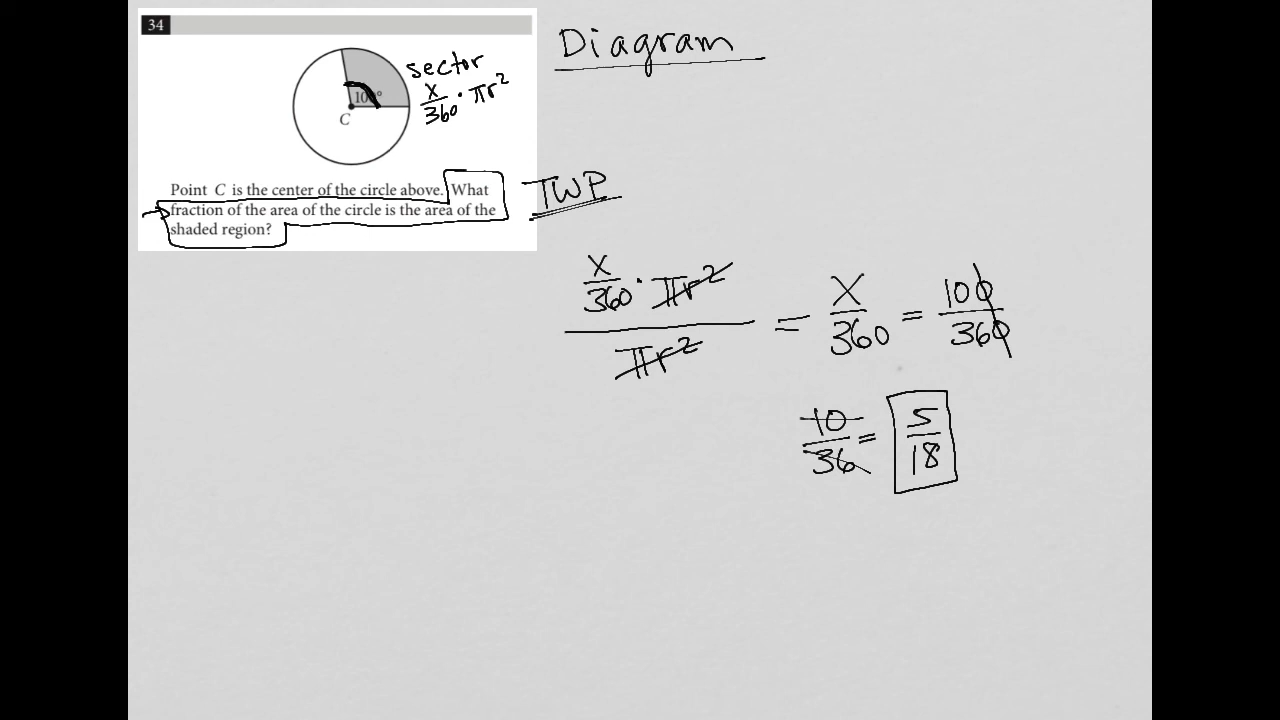 34
Diagram
sector
x/360 · πr²
100°
C
Point C is the center of the circle above. What
fraction of the area of the circle is the area of the
shaded region?
TWP
x/360 · πr² / πr² = x/360 = 100/360
10/36 = 5/18